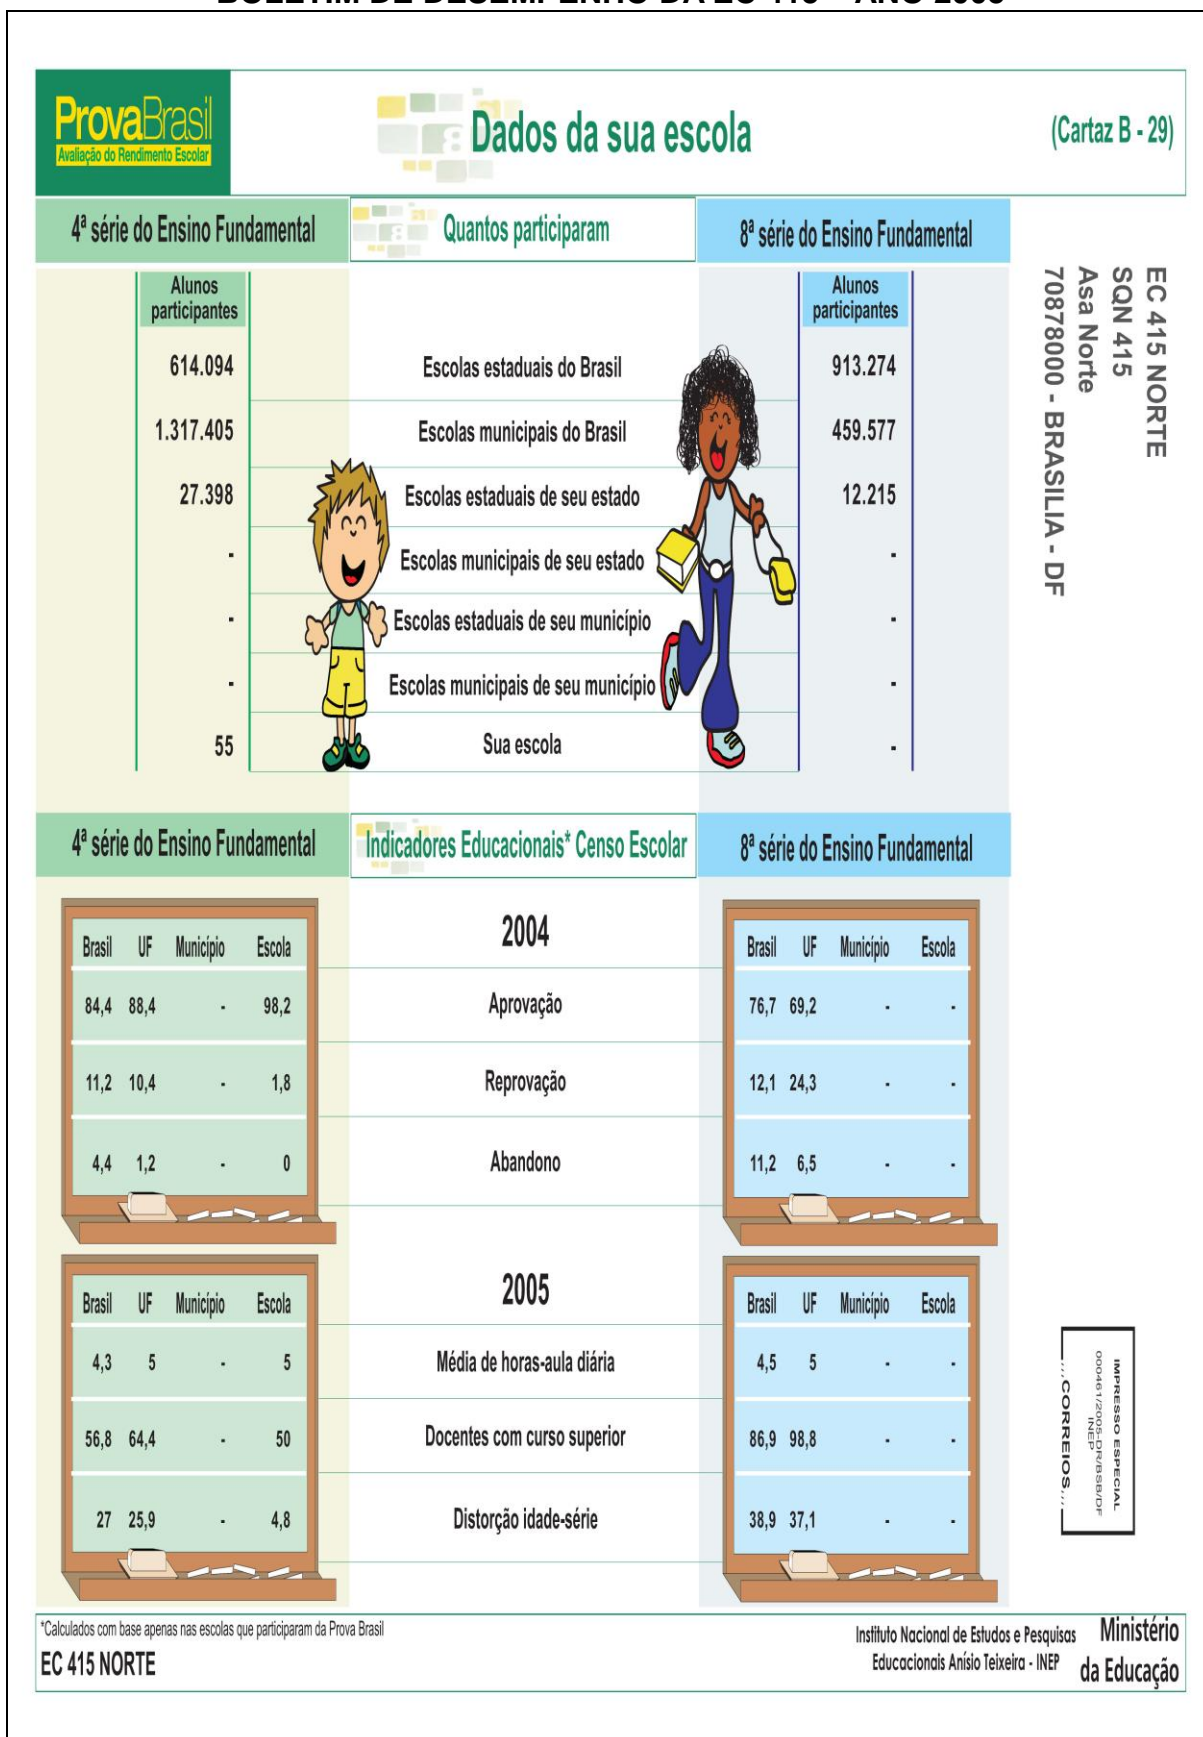 ProvaBrasil
Avaliação do Rendimento Escolar
Dados da sua escola
(Cartaz B - 29)
4ª série do Ensino Fundamental
Quantos participaram
8ª série do Ensino Fundamental
Alunos participantes
Alunos participantes
614.094 Escolas estaduais do Brasil 913.274
1.317.405 Escolas municipais do Brasil 459.577
27.398 Escolas estaduais de seu estado 12.215
- Escolas municipais de seu estado -
- Escolas estaduais de seu município -
- Escolas municipais de seu município -
55 Sua escola -
EC 415 NORTE
SQN 415
Asa Norte
70878000 - BRASILIA - DF
4ª série do Ensino Fundamental
Indicadores Educacionais* Censo Escolar
8ª série do Ensino Fundamental
2004
Brasil UF Município Escola Brasil UF Município Escola
84,4 88,4 - 98,2 Aprovação 76,7 69,2 - -
11,2 10,4 - 1,8 Reprovação 12,1 24,3 - -
4,4 1,2 - 0 Abandono 11,2 6,5 - -
2005
Brasil UF Município Escola Brasil UF Município Escola
4,3 5 - 5 Média de horas-aula diária 4,5 5 - -
56,8 64,4 - 50 Docentes com curso superior 86,9 98,8 - -
27 25,9 - 4,8 Distorção idade-série 38,9 37,1 - -
IMPRESSO ESPECIAL
000461/2005-DR/BSB/DF
INEP
CORREIOS
*Calculados com base apenas nas escolas que participaram da Prova Brasil
EC 415 NORTE
Instituto Nacional de Estudos e Pesquisas
Educacionais Anísio Teixeira - INEP
Ministério
da Educação